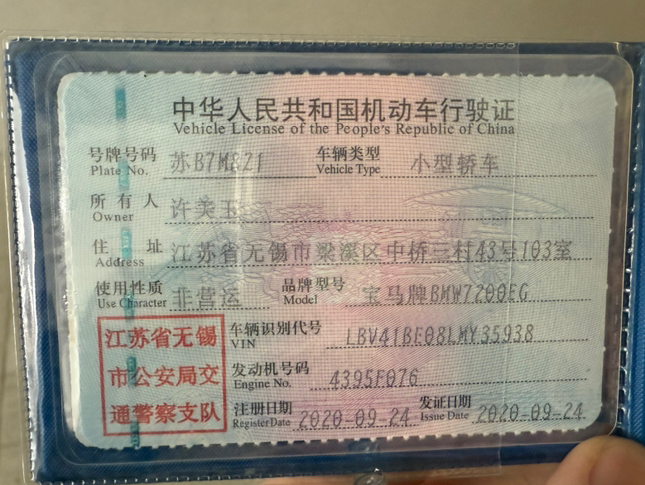 中华人民共和国机动车行驶证
Vehicle License of the People's Republic of China
号牌号码 苏B7M821 车辆类型 小型轿车
Plate No. Vehicle Type
所有人 许美玉
Owner
住址 江苏省无锡市梁溪区中桥三村43号103室
Address
使用性质 非营运 品牌型号 宝马牌BMW7200EG
Use Character Model
江苏省无锡
市公安局交
通警察支队
车辆识别代号 LBV41BE08LMY35938
VIN
发动机号码 4395F076
Engine No.
注册日期 2020-09-24 发证日期 2020-09-24
Register Date Issue Date